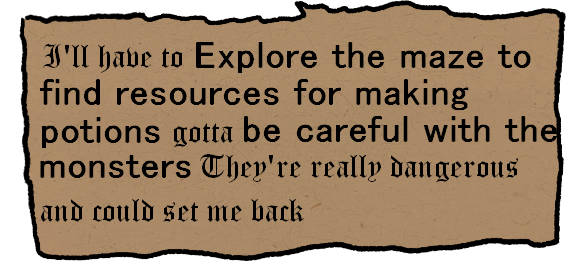 I'll have to Explore the maze to
find resources for making
potions gotta be careful with the
monsters They're really dangerous
and could set me back